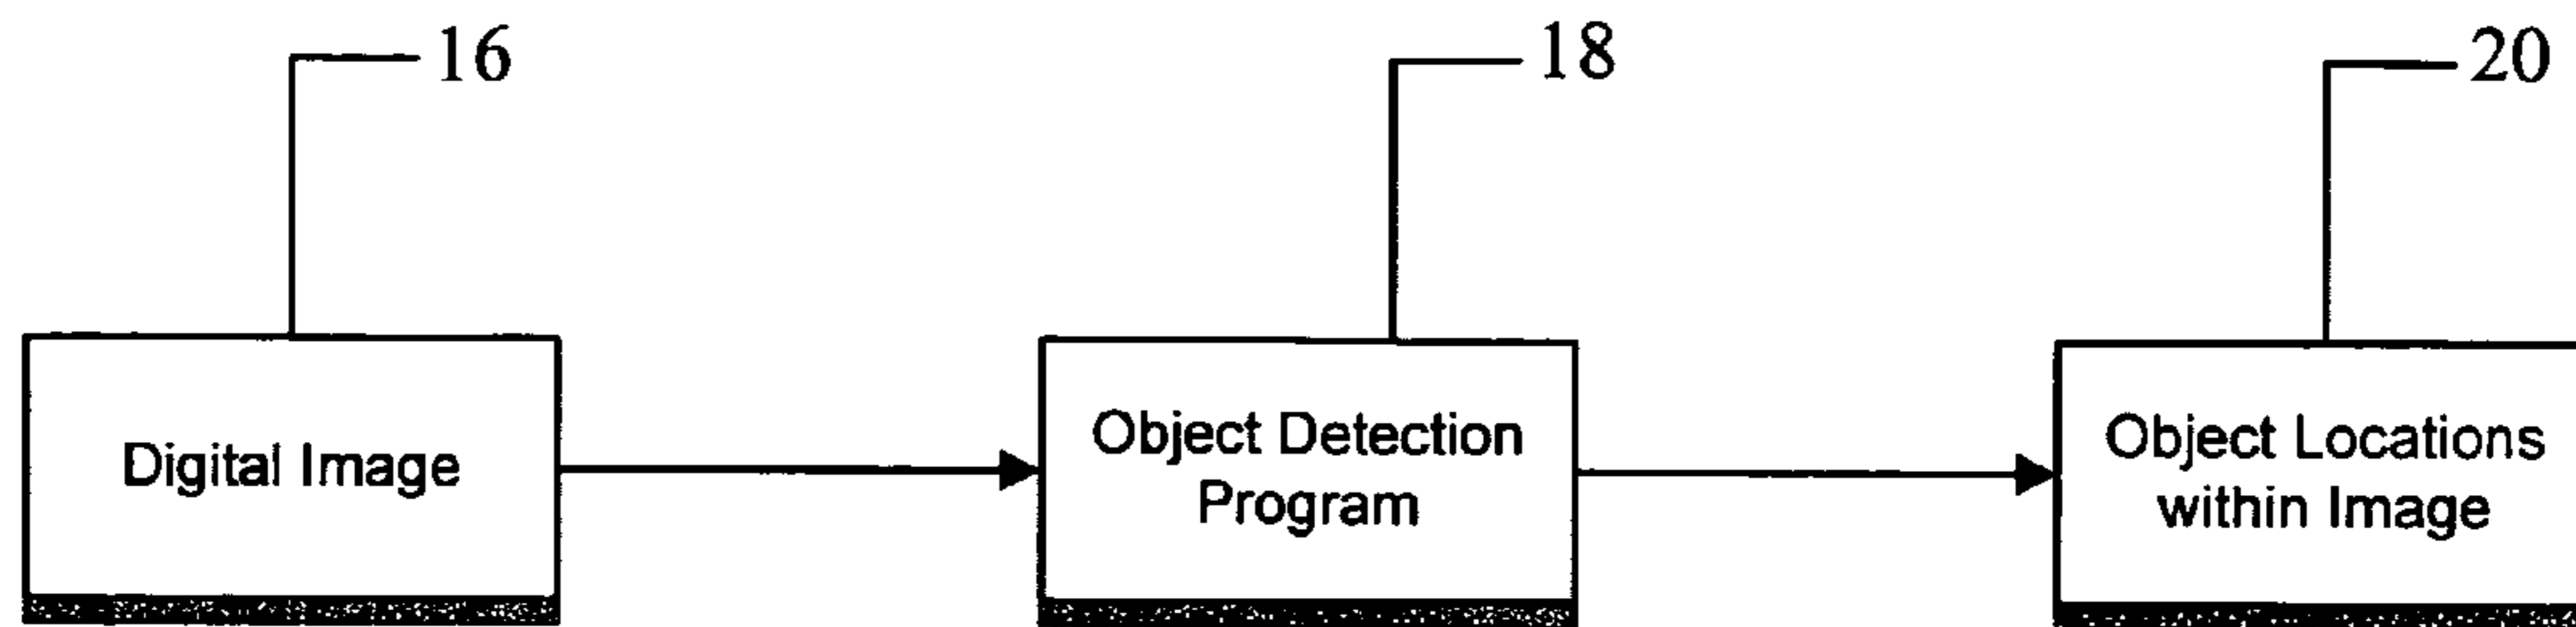 16
18
20
Digital Image
Object Detection
Program
Object Locations
within Image